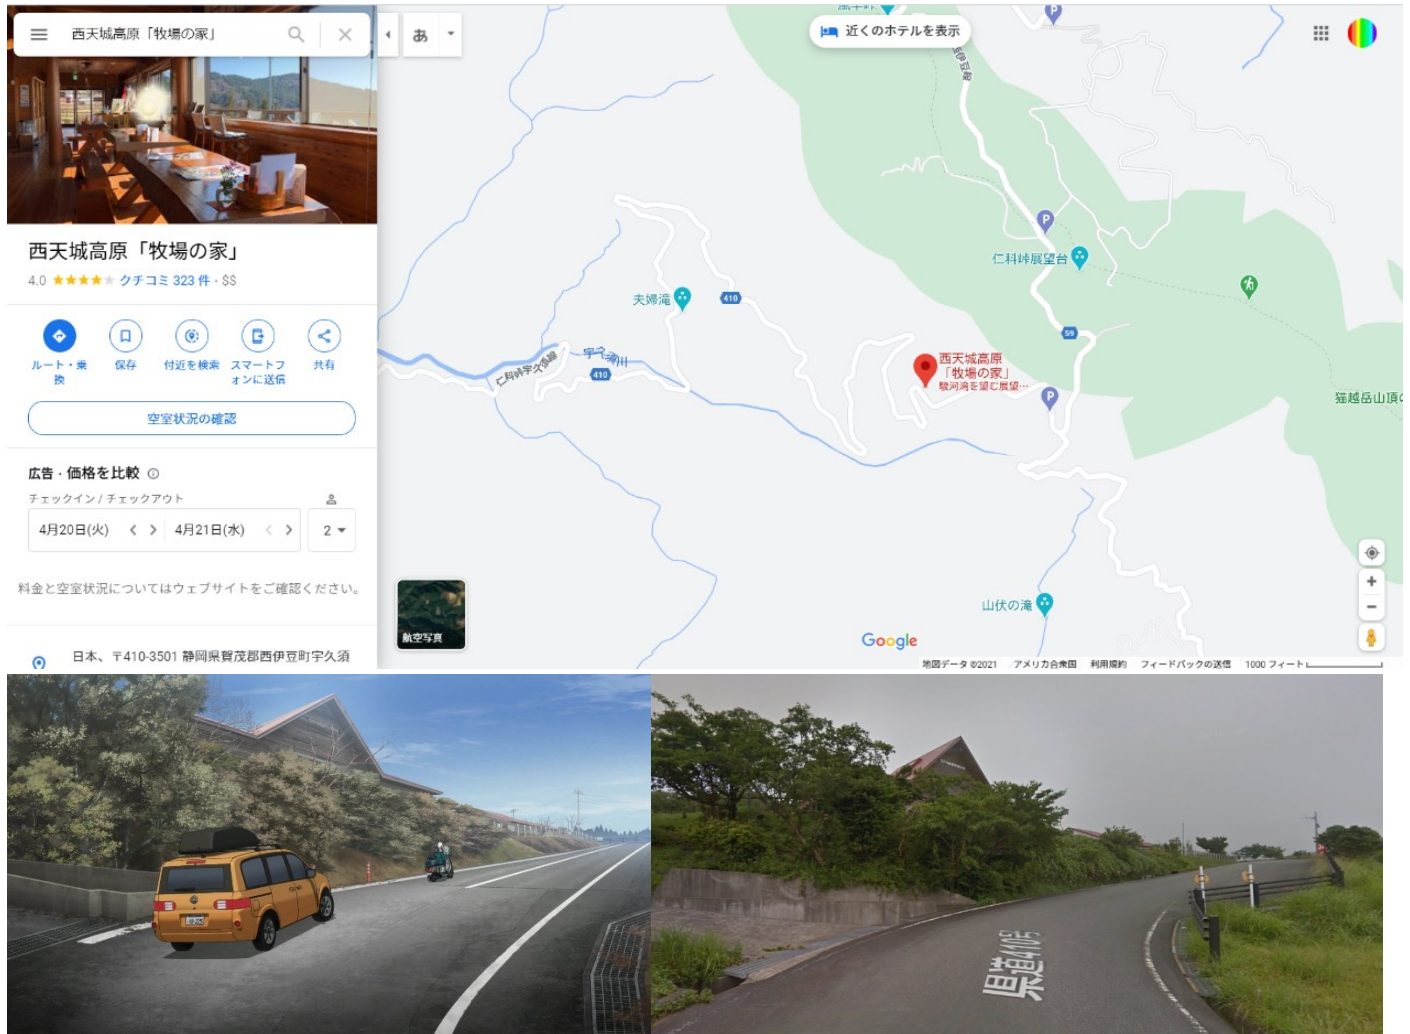 西天城高原「牧場の家」
あ
近くのホテルを表示
西天城高原「牧場の家」
4.0
クチコミ 323 件・$$
ルート・乗換
保存
付近を検索
スマートフォンに送信
共有
空室状況の確認
広告・価格を比較
チェックイン / チェックアウト
4月20日(火)
4月21日(水)
2
料金と空室状況についてはウェブサイトをご確認ください。
日本、〒410-3501 静岡県賀茂郡西伊豆町宇久須
P
P
仁科峠展望台
59
夫婦滝
410
宇久須川
仁科峠宇久須線
410
西天城高原
「牧場の家」
駿河湾を望む展望…
P
猫越岳山頂の
山伏の滝
航空写真
Google
地図データ ©2021
アメリカ合衆国
利用規約
フィードバックの送信
1000 フィート
県道410号